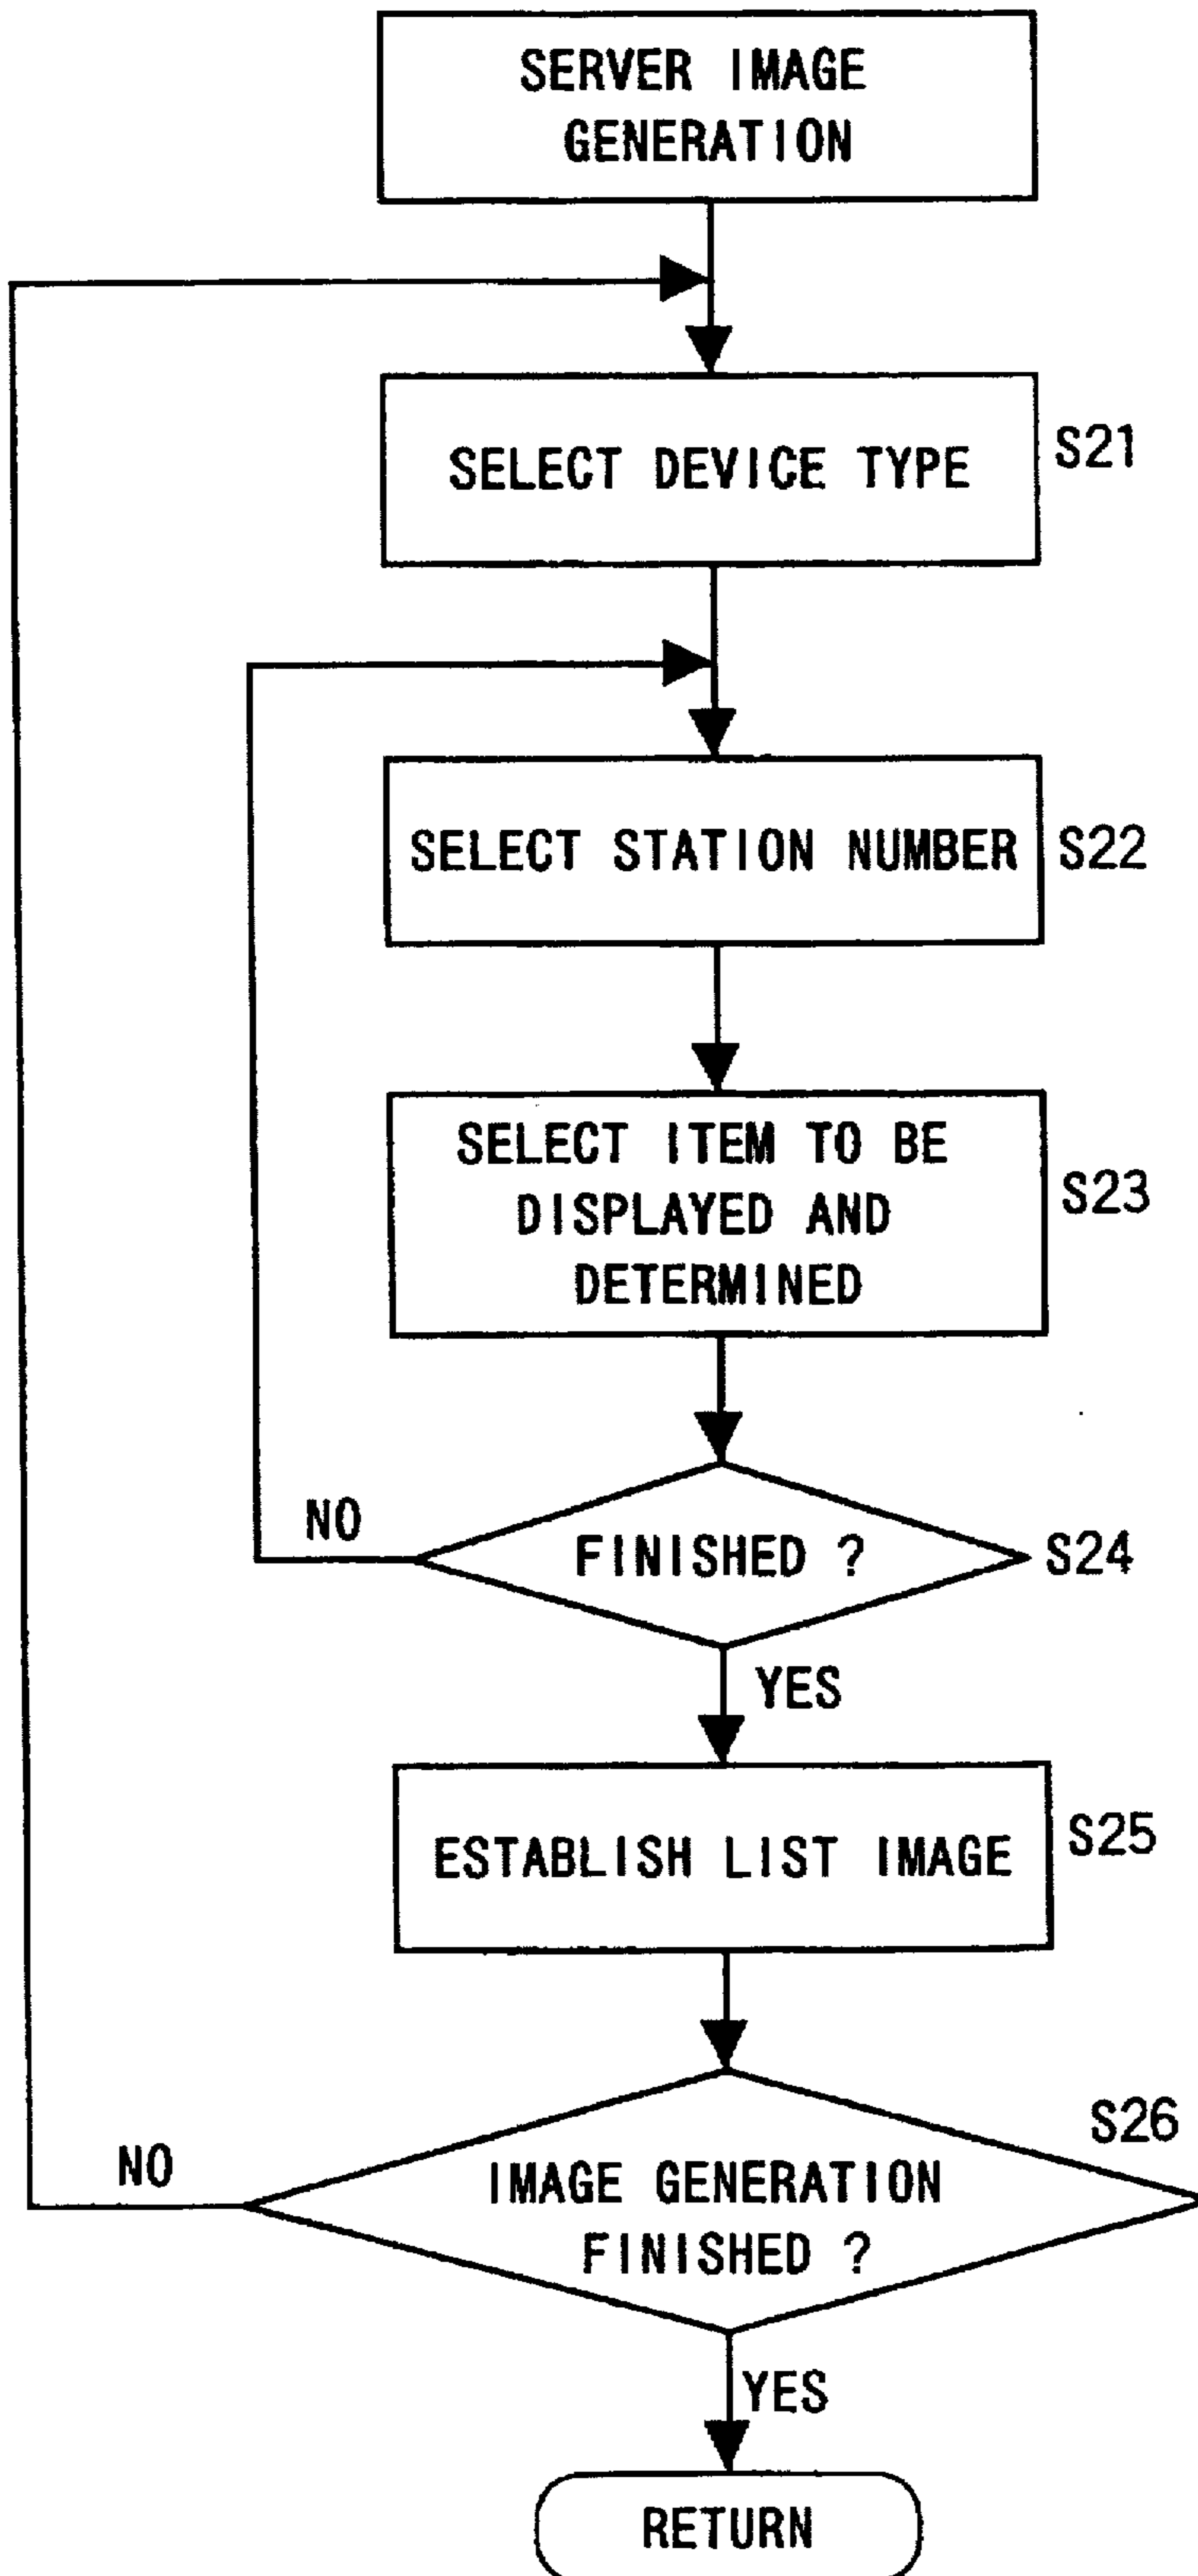 SERVER IMAGE
GENERATION
SELECT DEVICE TYPE
S21
SELECT STATION NUMBER
S22
SELECT ITEM TO BE
DISPLAYED AND
DETERMINED
S23
NO
FINISHED ?
S24
YES
ESTABLISH LIST IMAGE
S25
S26
NO
IMAGE GENERATION
FINISHED ?
YES
RETURN